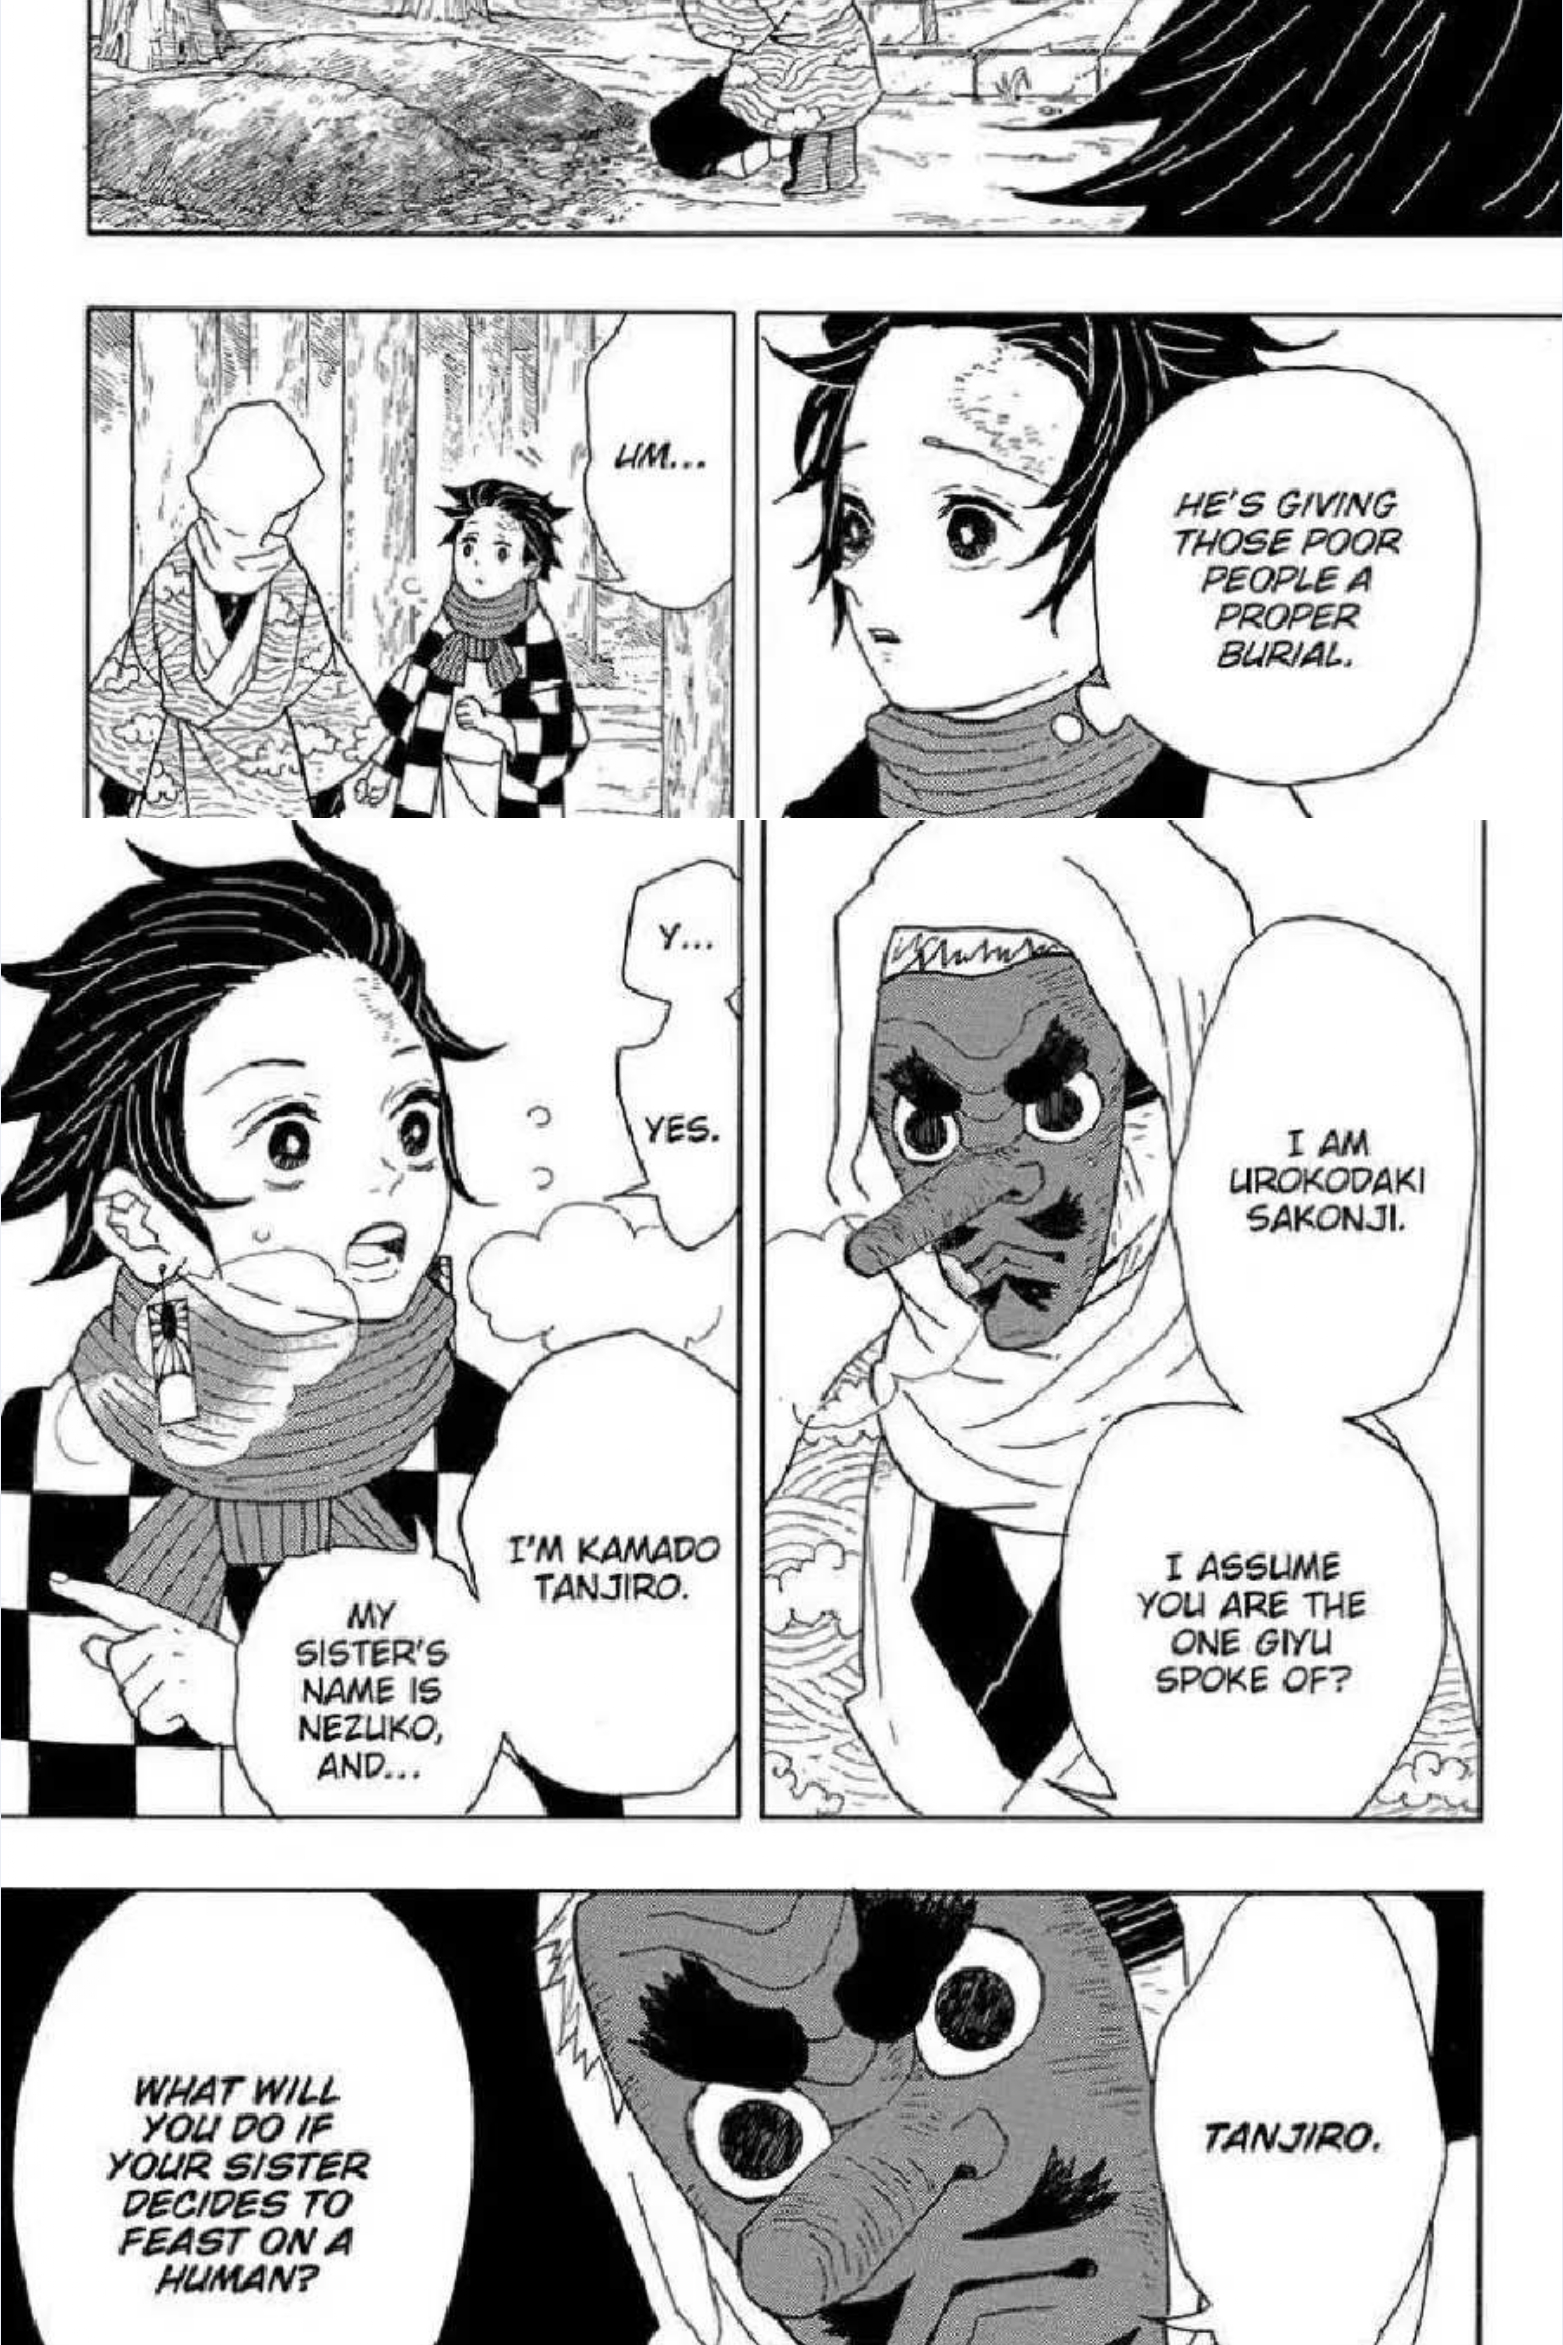 HE'S GIVING
THOSE POOR
PEOPLE A
PROPER
BURIAL.
UM...
I AM
UROKODAKI
SAKONJI.
I ASSUME
YOU ARE THE
ONE GIYU
SPOKE OF?
Y...
YES.
I'M KAMADO
TANJIRO.
MY
SISTER'S
NAME IS
NEZUKO,
AND...
TANJIRO.
WHAT WILL
YOU DO IF
YOUR SISTER
DECIDES TO
FEAST ON A
HUMAN?